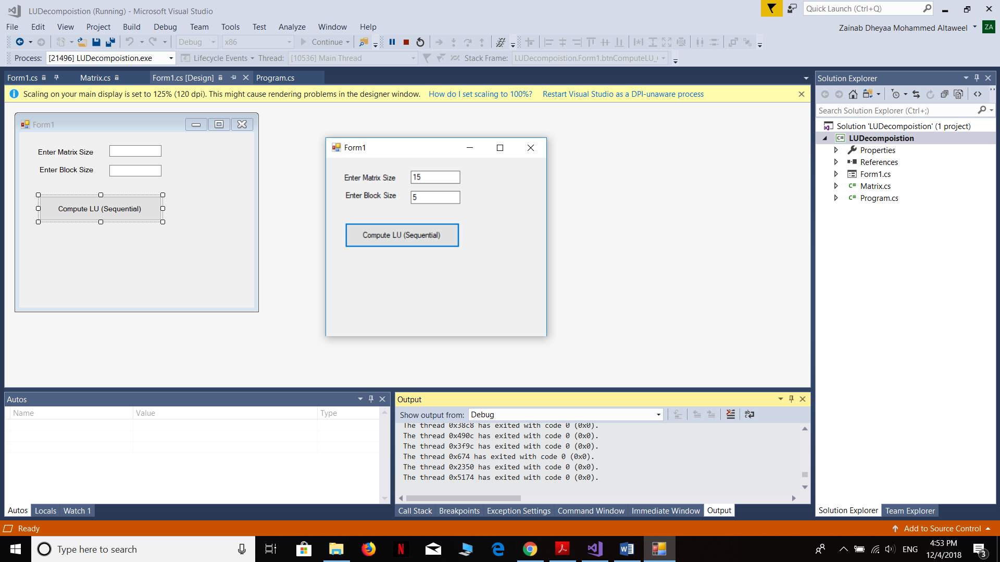 LUDecompoistion (Running) - Microsoft Visual Studio
Quick Launch (Ctrl+Q)
File Edit View Project Build Debug Team Tools Test Analyze Window Help
Zainab Dheyaa Mohammed Altaweel ZA
Debug x86 Continue
Process: [21496] LUDecompoistion.exe Lifecycle Events Thread: [10536] Main Thread Stack Frame: LUDecompoistion.Form1.btnComputeLU_
Form1.cs Matrix.cs Form1.cs [Design] Program.cs
Scaling on your main display is set to 125% (120 dpi). This might cause rendering problems in the designer window. How do I set scaling to 100%? Restart Visual Studio as a DPI-unaware process
Form1
Enter Matrix Size
Enter Block Size
Compute LU (Sequential)
Form1
Enter Matrix Size 15
Enter Block Size 5
Compute LU (Sequential)
Solution Explorer
Search Solution Explorer (Ctrl+;)
Solution 'LUDecompoistion' (1 project)
C# LUDecompoistion
Properties
References
Form1.cs
C# Matrix.cs
C# Program.cs
Autos
Name Value Type
Autos Locals Watch 1
Output
Show output from: Debug
The thread 0x38c8 has exited with code 0 (0x0).
The thread 0x490c has exited with code 0 (0x0).
The thread 0x3f9c has exited with code 0 (0x0).
The thread 0x674 has exited with code 0 (0x0).
The thread 0x2350 has exited with code 0 (0x0).
The thread 0x5174 has exited with code 0 (0x0).
Call Stack Breakpoints Exception Settings Command Window Immediate Window Output
Solution Explorer Team Explorer
Ready
Add to Source Control
Type here to search
ENG
4:53 PM
12/4/2018
3